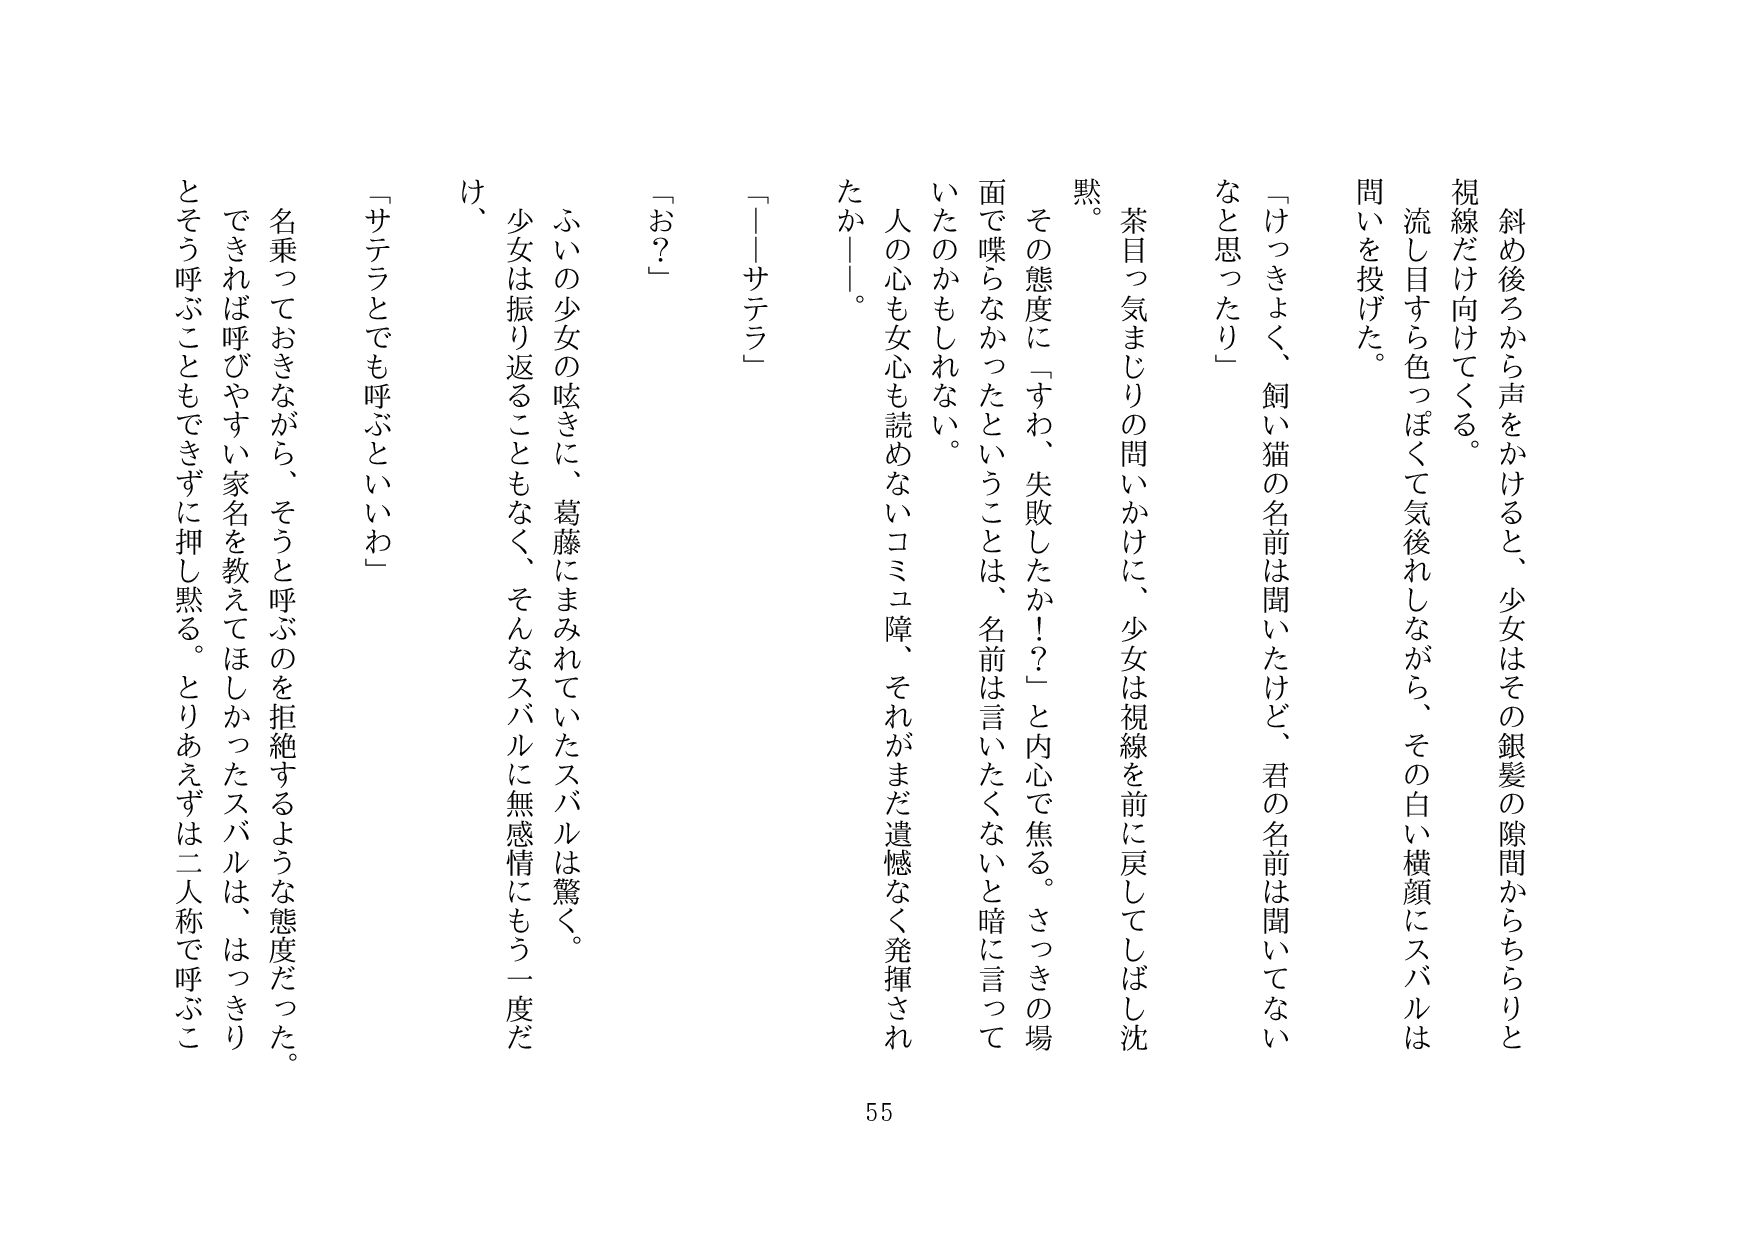 斜め後ろから声をかけると、少女はその銀髪の隙間からちらりと
視線だけ向けてくる。
流し目すら色っぽくて気後れしながら、その白い横顔にスバルは
問いを投げた。
「けっきょく、飼い猫の名前は聞いたけど、君の名前は聞いてない
なと思ったり」
茶目っ気まじりの問いかけに、少女は視線を前に戻してしばし沈
黙。
その態度に「すわ、失敗したか！？」と内心で焦る。さっきの場
面で喋らなかったということは、名前は言いたくないと暗に言って
いたのかもしれない。
人の心も女心も読めないコミュ障、それがまだ遺憾なく発揮され
たか――。
「――サテラ」
「お？」
ふいの少女の呟きに、葛藤にまみれていたスバルは驚く。
少女は振り返ることもなく、そんなスバルに無感情にもう一度だ
け、
「サテラとでも呼ぶといいわ」
名乗っておきながら、そうと呼ぶのを拒絶するような態度だった。
できれば呼びやすい家名を教えてほしかったスバルは、はっきり
とそう呼ぶこともできずに押し黙る。とりあえずは二人称で呼ぶこ
55